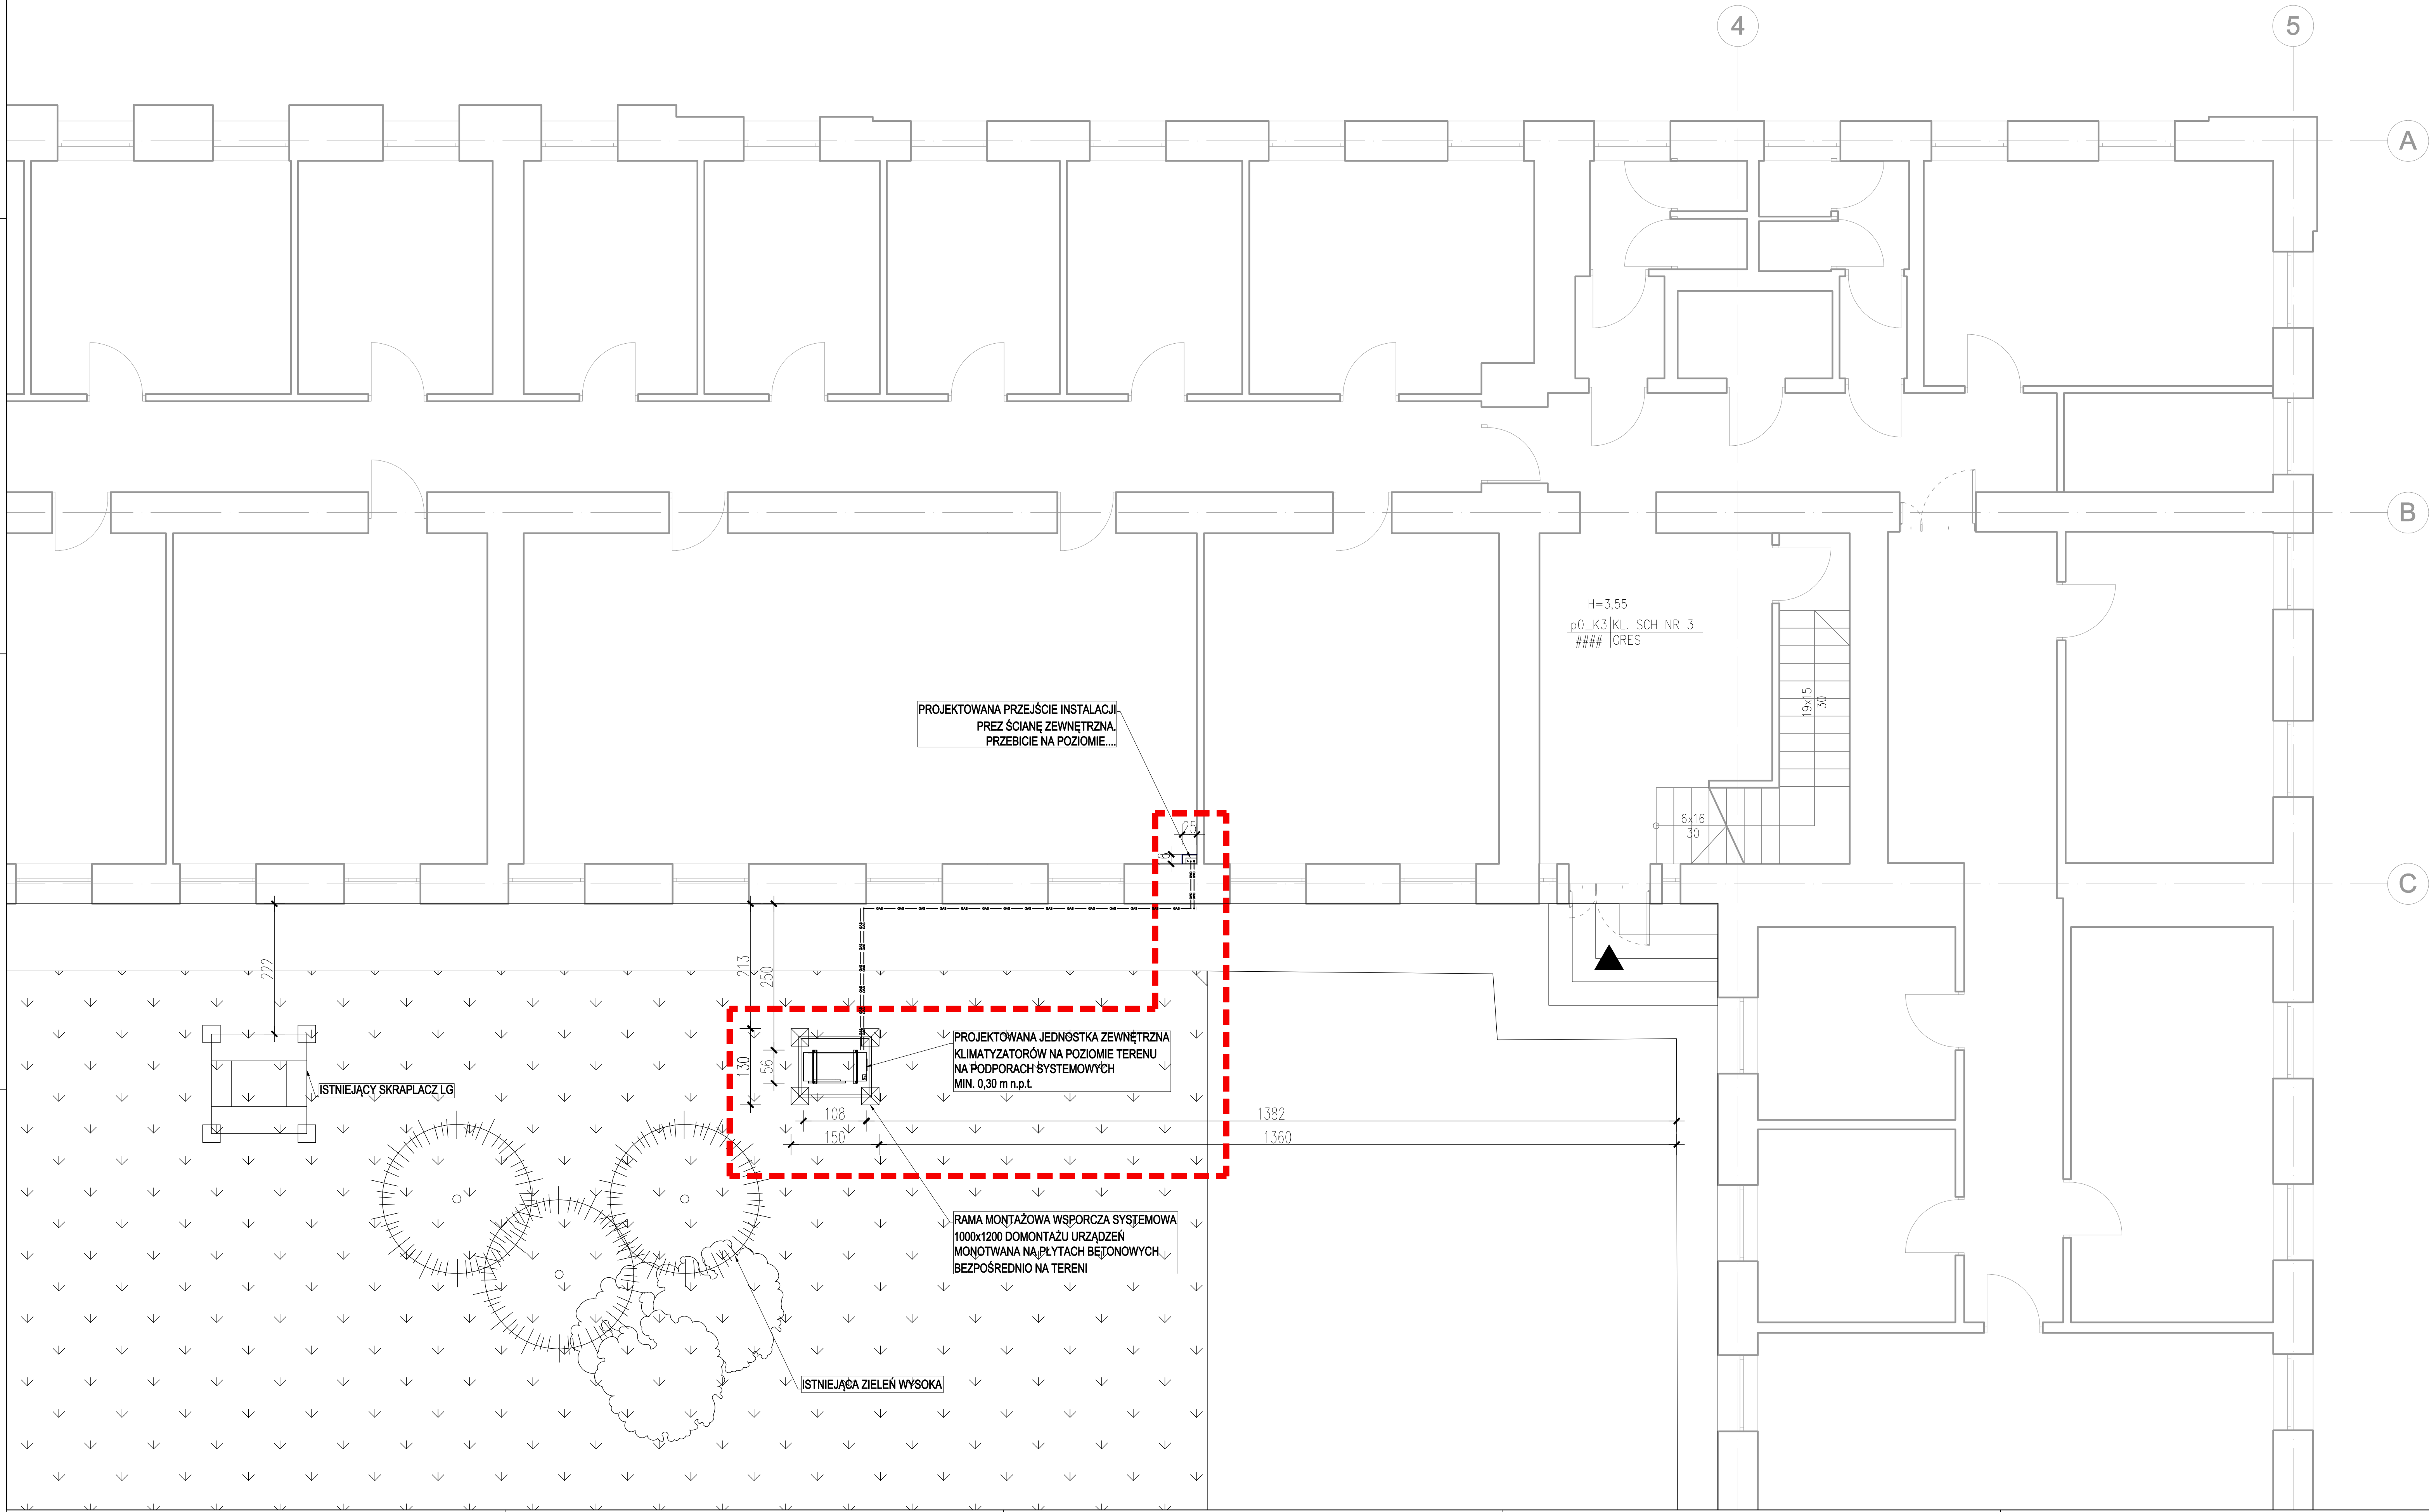 4
5
A
B
H=3,55
p0_K3 KL. SCH NR 3
#### GRES
19x15
30
PROJEKTOWANA PRZEJŚCIE INSTALACJI
PREZ ŚCIANĘ ZEWNĘTRZNA.
PRZEBICIE NA POZIOMIE....
6x16
30
25
C
222
213
250
130
56
PROJEKTOWANA JEDNOSTKA ZEWNĘTRZNA
KLIMATYZATORÓW NA POZIOMIE TERENU
NA PODPORACH SYSTEMOWYCH
MIN. 0,30 m n.p.t.
ISTNIEJĄCY SKRAPLACZ LG
108
1382
150
1360
RAMA MONTAŻOWA WSPORCZA SYSTEMOWA
1000x1200 DOMONTAŻU URZĄDZEŃ
MONOTWANA NA PŁYTACH BETONOWYCH
BEZPOŚREDNIO NA TERENI
ISTNIEJĄCA ZIELEŃ WYSOKA